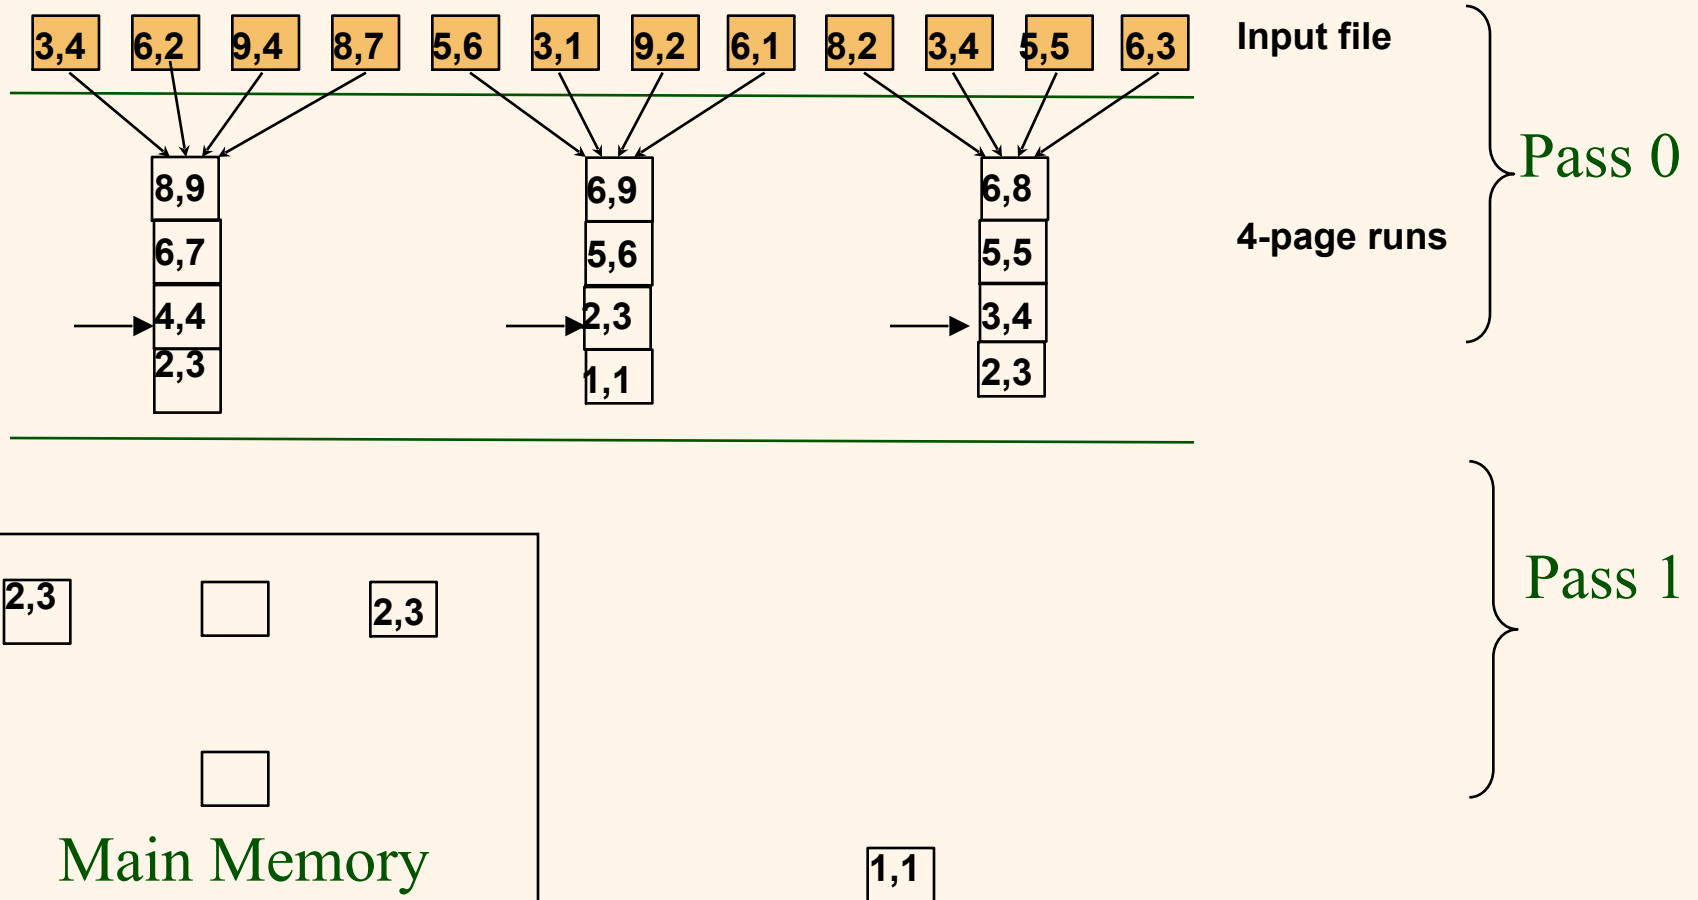 3,4 6,2 9,4 8,7 5,6 3,1 9,2 6,1 8,2 3,4 5,5 6,3 Input file
Pass 0
8,9 6,9 6,8
4-page runs
6,7 5,6 5,5
4,4 2,3 3,4
2,3 1,1 2,3
Pass 1
2,3 2,3
Main Memory
1,1